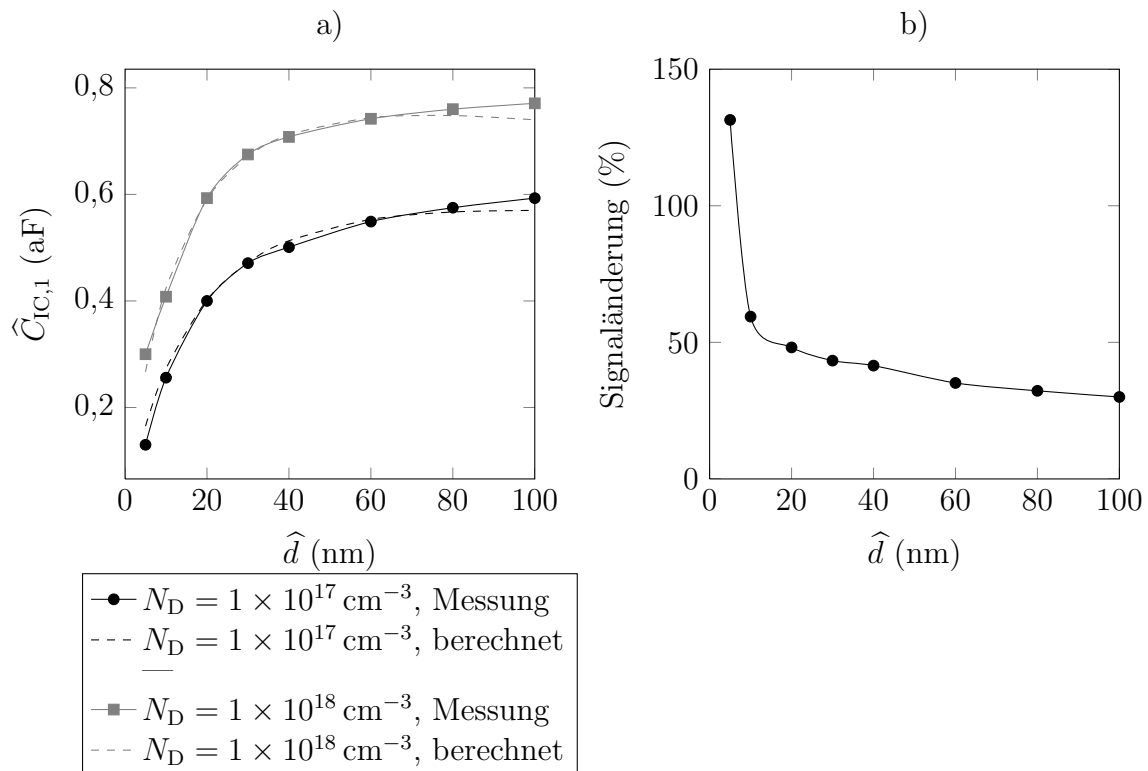 a)
0,8
0,6
0,4
0,2
0 20 40 60 80 100
Ĉ_IC,1 (aF)
d̂ (nm)
b)
150
100
50
0
0 20 40 60 80 100
Signaländerung (%)
d̂ (nm)
N_D = 1 × 10^17 cm^−3, Messung
N_D = 1 × 10^17 cm^−3, berechnet
N_D = 1 × 10^18 cm^−3, Messung
N_D = 1 × 10^18 cm^−3, berechnet